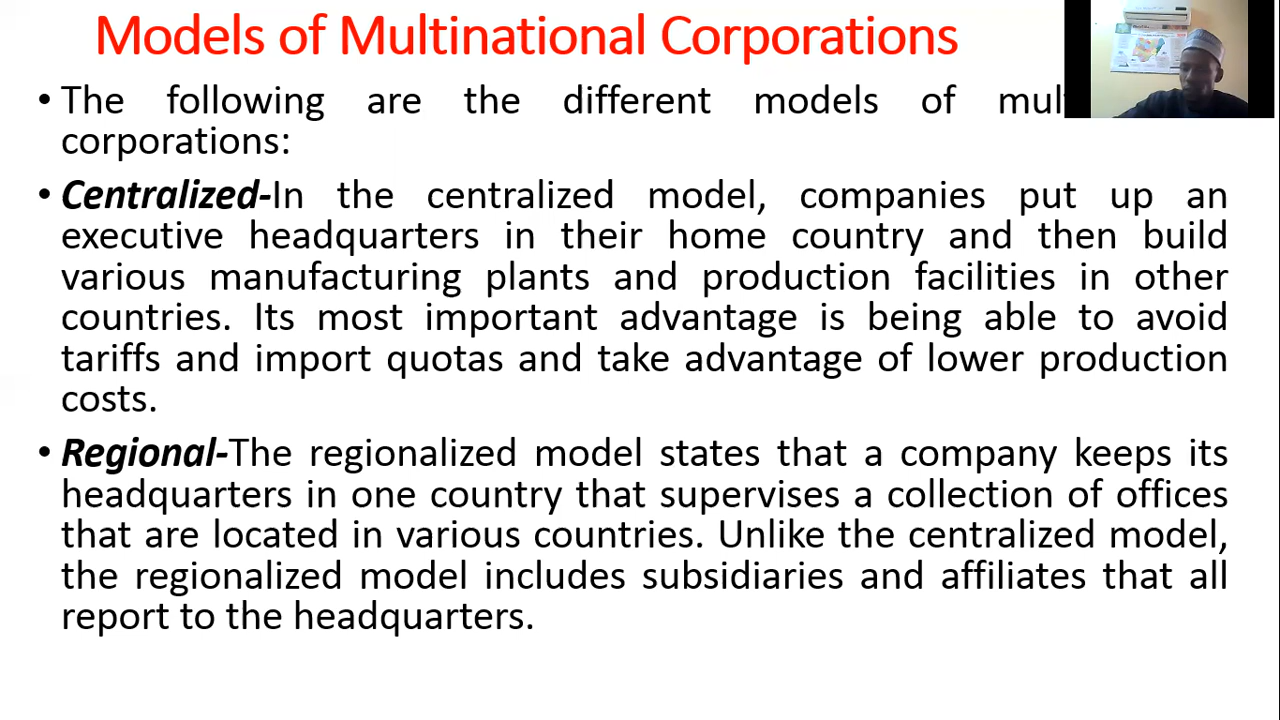 Models of Multinational Corporations
• The following are the different models of
corporations:
• Centralized-In the centralized model, companies put up an
executive headquarters in their home country and then build
various manufacturing plants and production facilities in other
countries. Its most important advantage is being able to avoid
tariffs and import quotas and take advantage of lower production
costs.
• Regional-The regionalized model states that a company keeps its
headquarters in one country that supervises a collection of offices
that are located in various countries. Unlike the centralized model,
the regionalized model includes subsidiaries and affiliates that all
report to the headquarters.